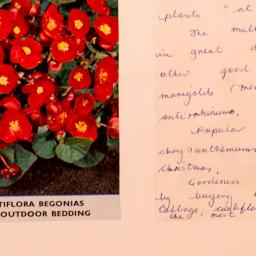 TIFLORA BEGONIAS
OUTDOOR BEDDING
plants " at
The mult
in great d
other good
marigolds (Fre
antirrhinums.
Popular
chrysanthemums
christmas.
Gardeners
by buying
cabbage, cauliflo
the most